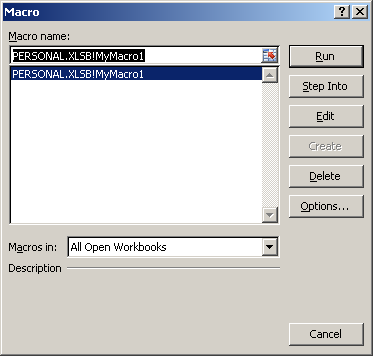 Macro
Macro name:
PERSONAL.XLSB!MyMacro1
PERSONAL.XLSB!MyMacro1
Run
Step Into
Edit
Create
Delete
Options...
Macros in: All Open Workbooks
Description
Cancel